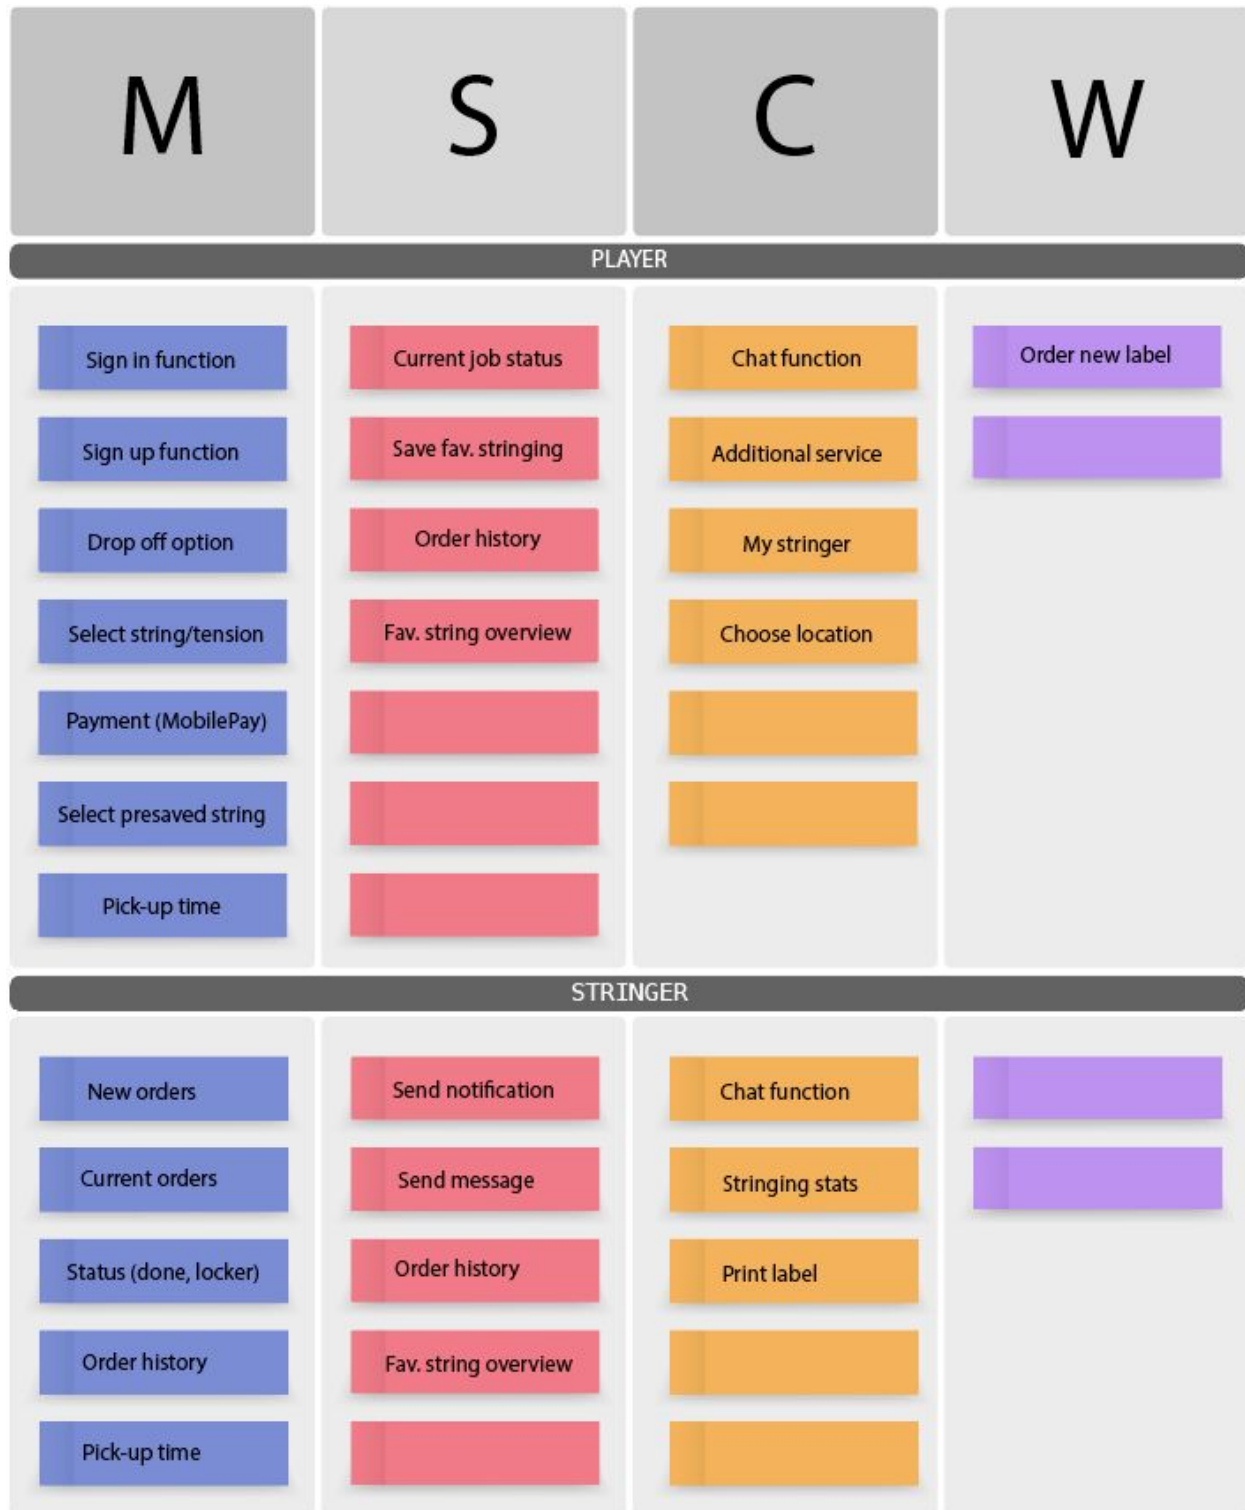 M
S
C
W
PLAYER
Sign in function
Current job status
Chat function
Order new label
Sign up function
Save fav. stringing
Additional service
Drop off option
Order history
My stringer
Select string/tension
Fav. string overview
Choose location
Payment (MobilePay)
Select presaved string
Pick-up time
STRINGER
New orders
Send notification
Chat function
Current orders
Send message
Stringing stats
Status (done, locker)
Order history
Print label
Order history
Fav. string overview
Pick-up time